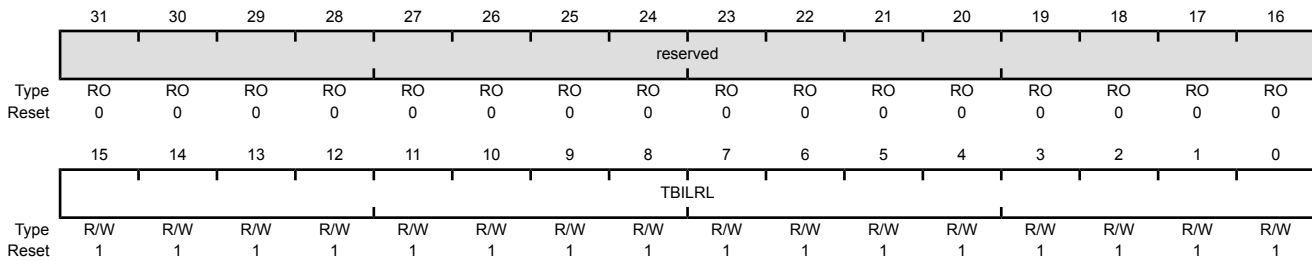 31 30 29 28 27 26 25 24 23 22 21 20 19 18 17 16
reserved
Type RO RO RO RO RO RO RO RO RO RO RO RO RO RO RO RO
Reset 0 0 0 0 0 0 0 0 0 0 0 0 0 0 0 0
15 14 13 12 11 10 9 8 7 6 5 4 3 2 1 0
TBILRL
Type R/W R/W R/W R/W R/W R/W R/W R/W R/W R/W R/W R/W R/W R/W R/W R/W
Reset 1 1 1 1 1 1 1 1 1 1 1 1 1 1 1 1